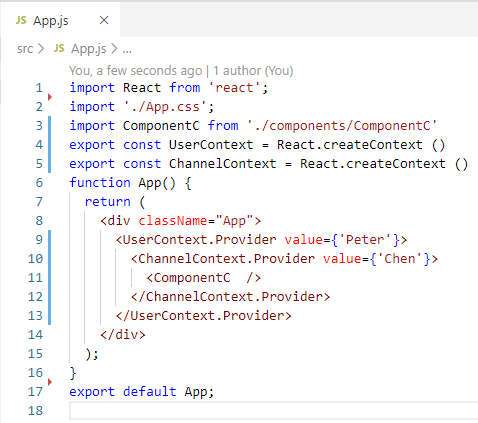 JS App.js ×
src > JS App.js > ...
You, a few seconds ago | 1 author (You)
1 import React from 'react';
2 import './App.css';
3 import ComponentC from './components/ComponentC'
4 export const UserContext = React.createContext ()
5 export const ChannelContext = React.createContext ()
6 function App() {
7   return (
8     <div className="App">
9       <UserContext.Provider value={'Peter'}>
10         <ChannelContext.Provider value={'Chen'}>
11           <ComponentC  />
12         </ChannelContext.Provider>
13       </UserContext.Provider>
14     </div>
15   );
16 }
17 export default App;
18